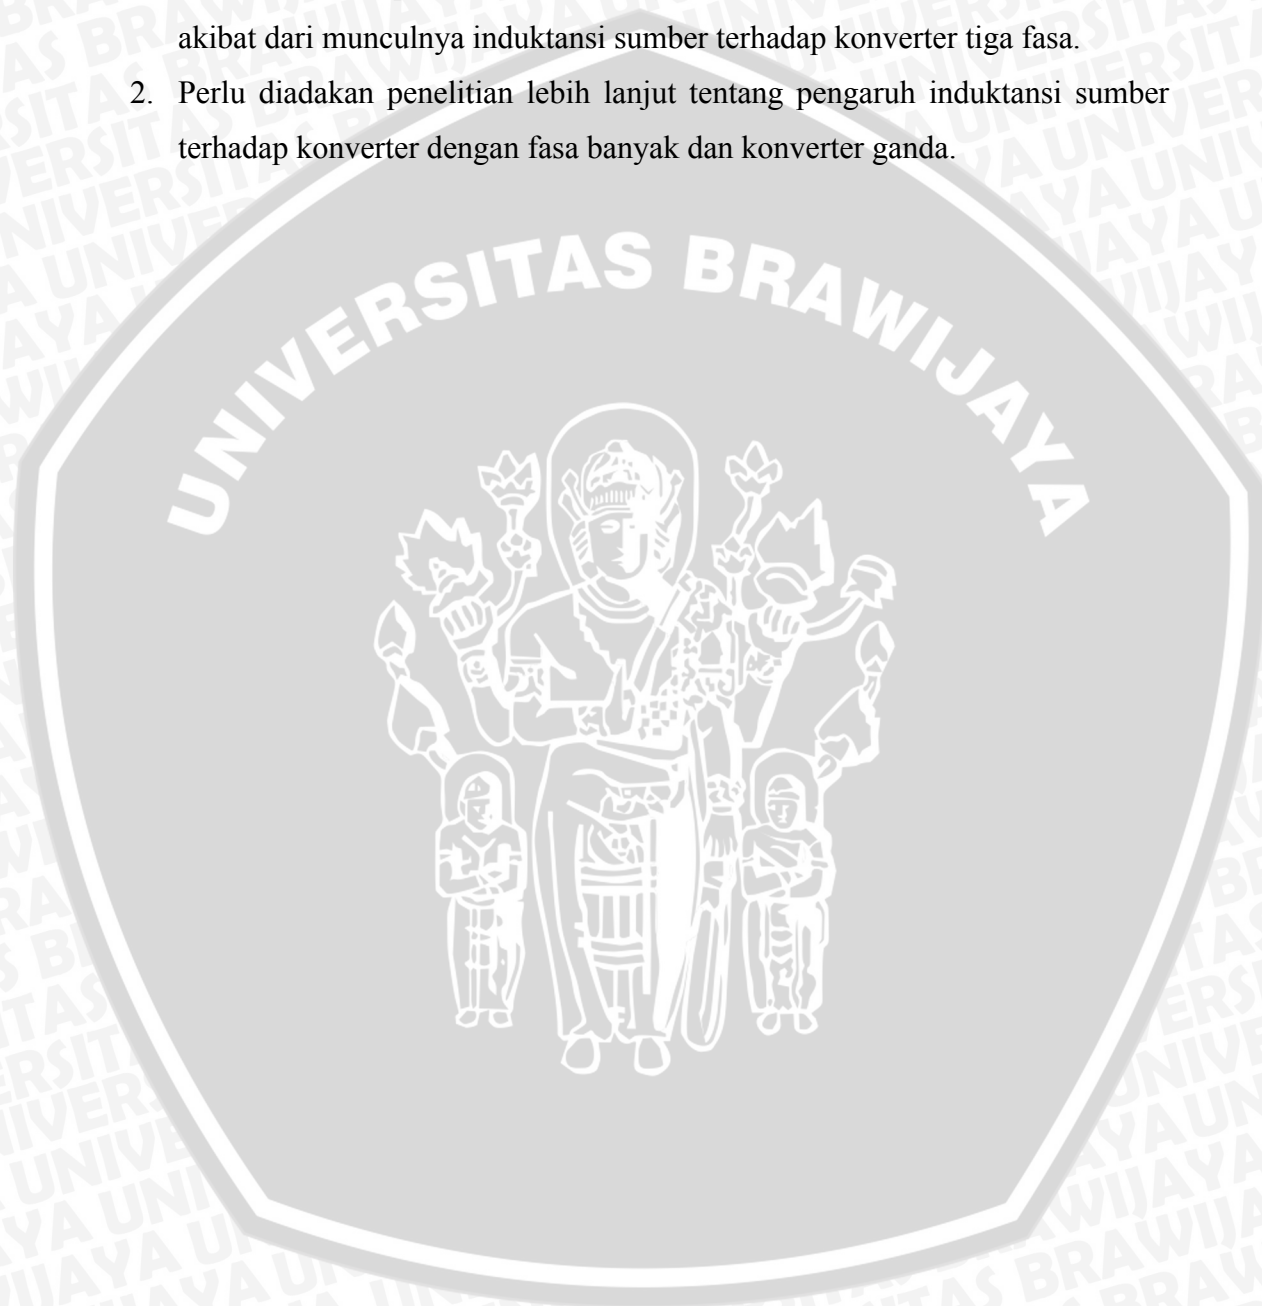 akibat dari munculnya induktansi sumber terhadap konverter tiga fasa.
2. Perlu diadakan penelitian lebih lanjut tentang pengaruh induktansi sumber
terhadap konverter dengan fasa banyak dan konverter ganda.
UNIVERSITAS BRAWIJAYA